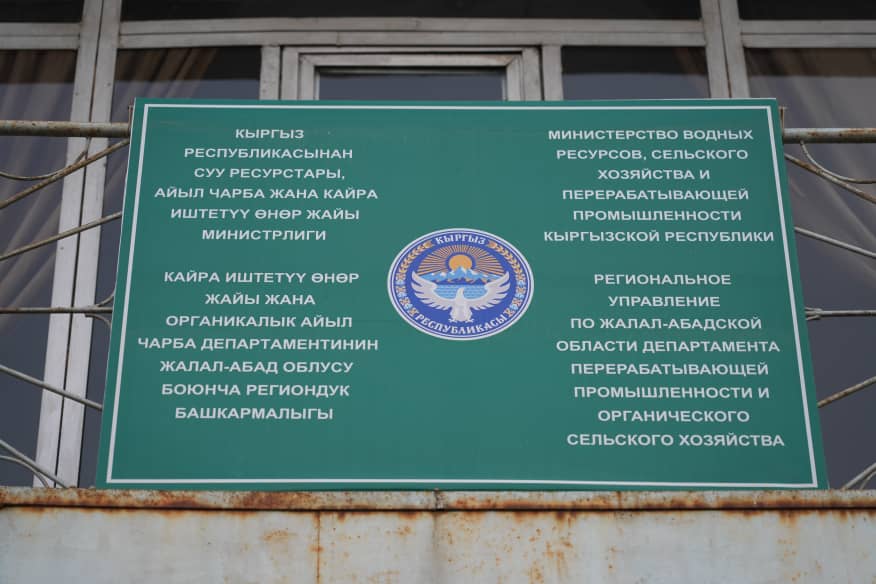 КЫРГЫЗ
РЕСПУБЛИКАСЫНАН
СУУ РЕСУРСТАРЫ,
АЙЫЛ ЧАРБА ЖАНА КАЙРА
ИШТЕТҮҮ ӨНӨР ЖАЙЫ
МИНИСТРЛИГИ
КАЙРА ИШТЕТҮҮ ӨНӨР
ЖАЙЫ ЖАНА
ОРГАНИКАЛЫК АЙЫЛ
ЧАРБА ДЕПАРТАМЕНТИНИН
ЖАЛАЛ-АБАД ОБЛУСУ
БОЮНЧА РЕГИОНДУК
БАШКАРМАЛЫГЫ
КЫРГЫЗ
РЕСПУБЛИКАСЫ
МИНИСТЕРСТВО ВОДНЫХ
РЕСУРСОВ, СЕЛЬСКОГО
ХОЗЯЙСТВА И
ПЕРЕРАБАТЫВАЮЩЕЙ
ПРОМЫШЛЕННОСТИ
КЫРГЫЗСКОЙ РЕСПУБЛИКИ
РЕГИОНАЛЬНОЕ
УПРАВЛЕНИЕ
ПО ЖАЛАЛ-АБАДСКОЙ
ОБЛАСТИ ДЕПАРТАМЕНТА
ПЕРЕРАБАТЫВАЮЩЕЙ
ПРОМЫШЛЕННОСТИ И
ОРГАНИЧЕСКОГО
СЕЛЬСКОГО ХОЗЯЙСТВА